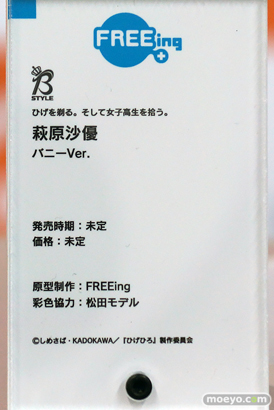 FREEing
B
STYLE
ひげを剃る。そして女子高生を拾う。
萩原沙優
バニーVer.
発売時期：未定
価格：未定
原型制作：FREEing
彩色協力：松田モデル
©しめさば・KADOKAWA／『ひげひろ』製作委員会
moeyo.com